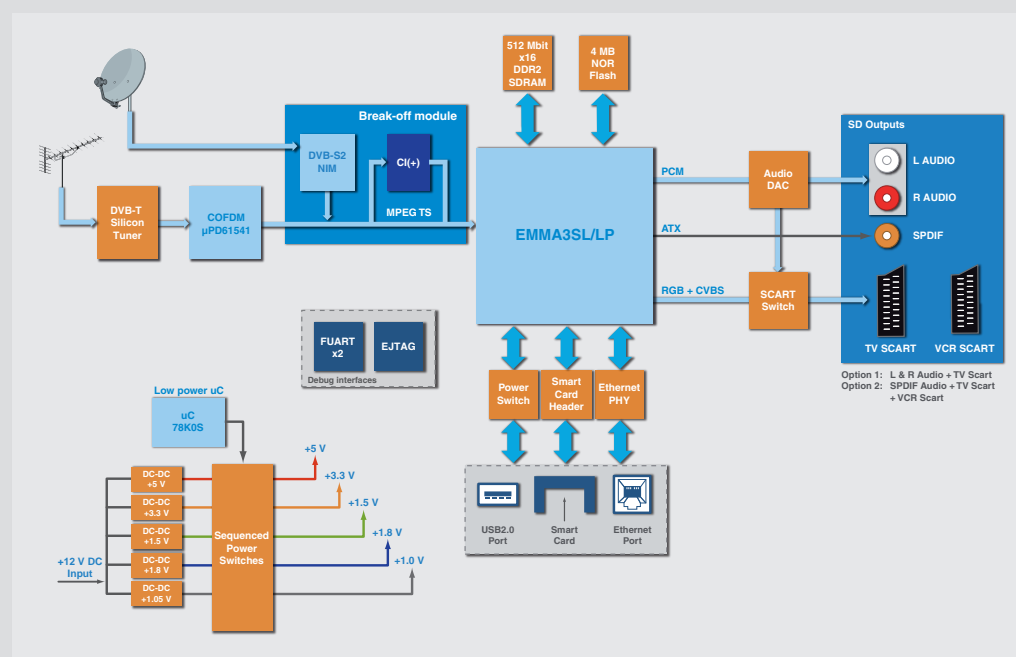 512 Mbit
x16
DDR2
SDRAM
4 MB
NOR
Flash
Break-off module
DVB-S2
NIM
CI(+)
MPEG TS
DVB-T
Silicon
Tuner
COFDM
µPD61541
EMMA3SL/LP
PCM
ATX
RGB + CVBS
Audio
DAC
SCART
Switch
SD Outputs
L AUDIO
R AUDIO
SPDIF
TV SCART
VCR SCART
Option 1: L & R Audio + TV Scart
Option 2: SPDIF Audio + TV Scart
+ VCR Scart
FUART
x2
EJTAG
Debug interfaces
Power
Switch
Smart
Card
Header
Ethernet
PHY
USB2.0
Port
Smart
Card
Ethernet
Port
Low power uC
uC
78K0S
+12 V DC
Input
DC-DC
+5 V
DC-DC
+3.3 V
DC-DC
+1.5 V
DC-DC
+1.8 V
DC-DC
+1.05 V
Sequenced
Power
Switches
+5 V
+3.3 V
+1.5 V
+1.8 V
+1.0 V